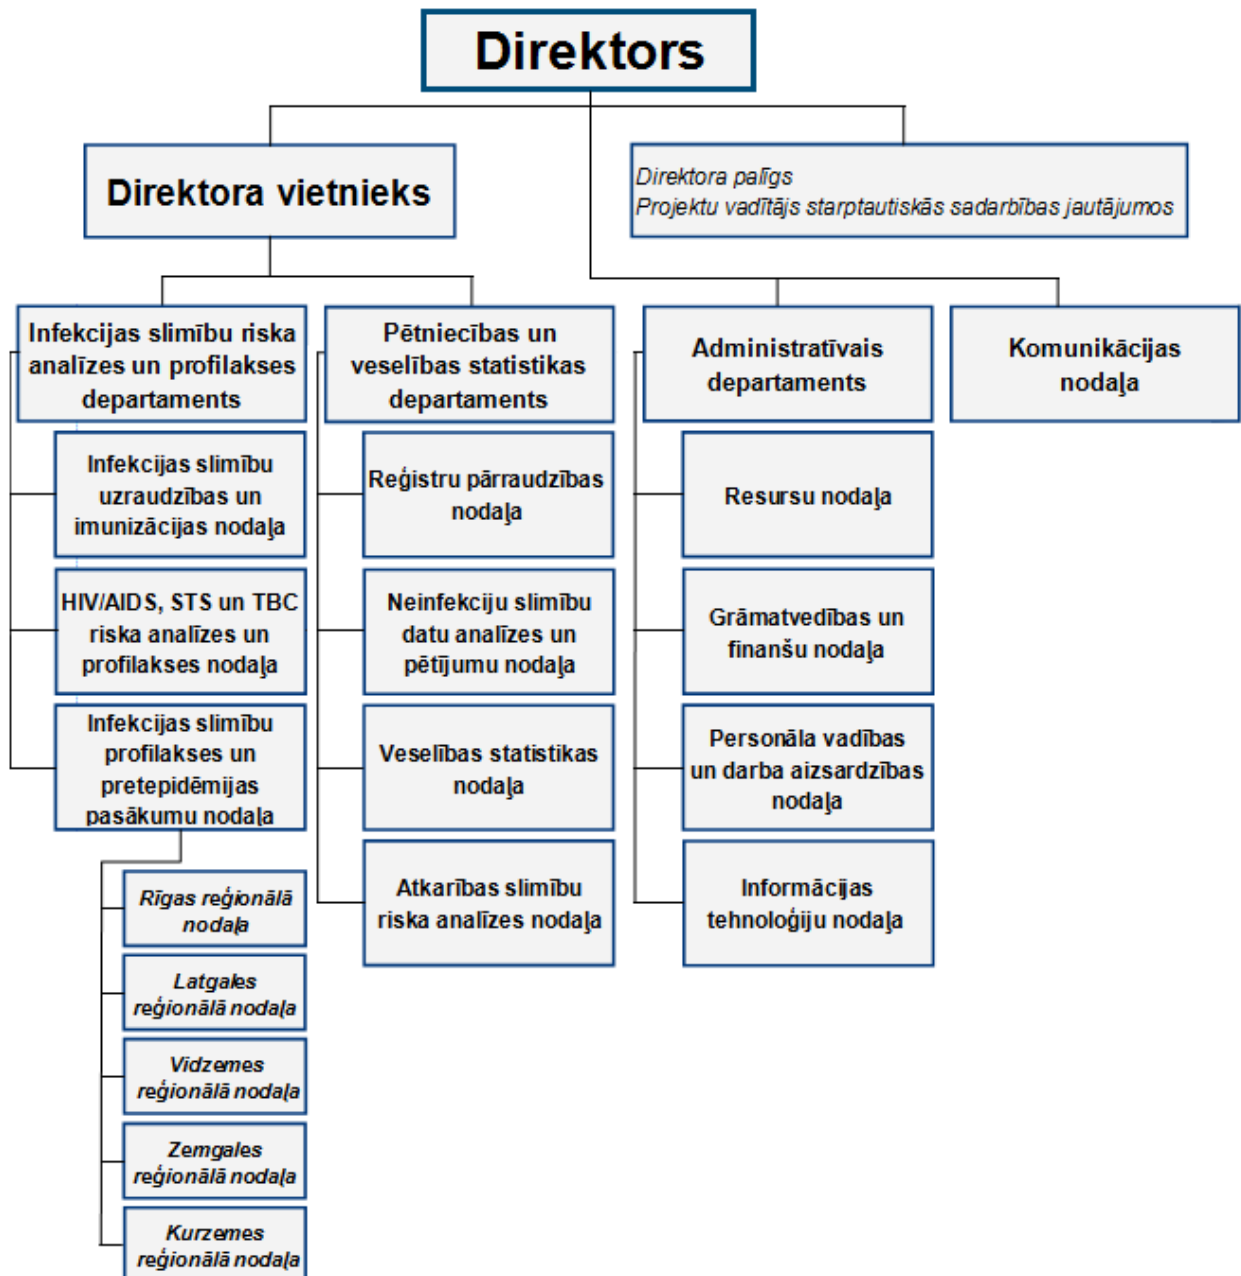 Direktors
Direktora vietnieks
Direktora palīgs
Projektu vadītājs starptautiskās sadarbības jautājumos
Infekcijas slimību riska
analīzes un profilakses
departaments
Infekcijas slimību
uzraudzības un
imunizācijas nodaļa
HIV/AIDS, STS un TBC
riska analīzes un
profilakses nodaļa
Infekcijas slimību
profilakses un
pretepidēmijas
pasākumu nodaļa
Rīgas reģionālā
nodaļa
Latgales
reģionālā nodaļa
Vidzemes
reģionālā nodaļa
Zemgales
reģionālā nodaļa
Kurzemes
reģionālā nodaļa
Pētniecības un
veselības statistikas
departaments
Reģistru pārraudzības
nodaļa
Neinfekciju slimību
datu analīzes un
pētījumu nodaļa
Veselības statistikas
nodaļa
Atkarības slimību
riska analīzes nodaļa
Administratīvais
departaments
Resursu nodaļa
Grāmatvedības un
finanšu nodaļa
Personāla vadības
un darba aizsardzības
nodaļa
Informācijas
tehnoloģiju nodaļa
Komunikācijas
nodaļa